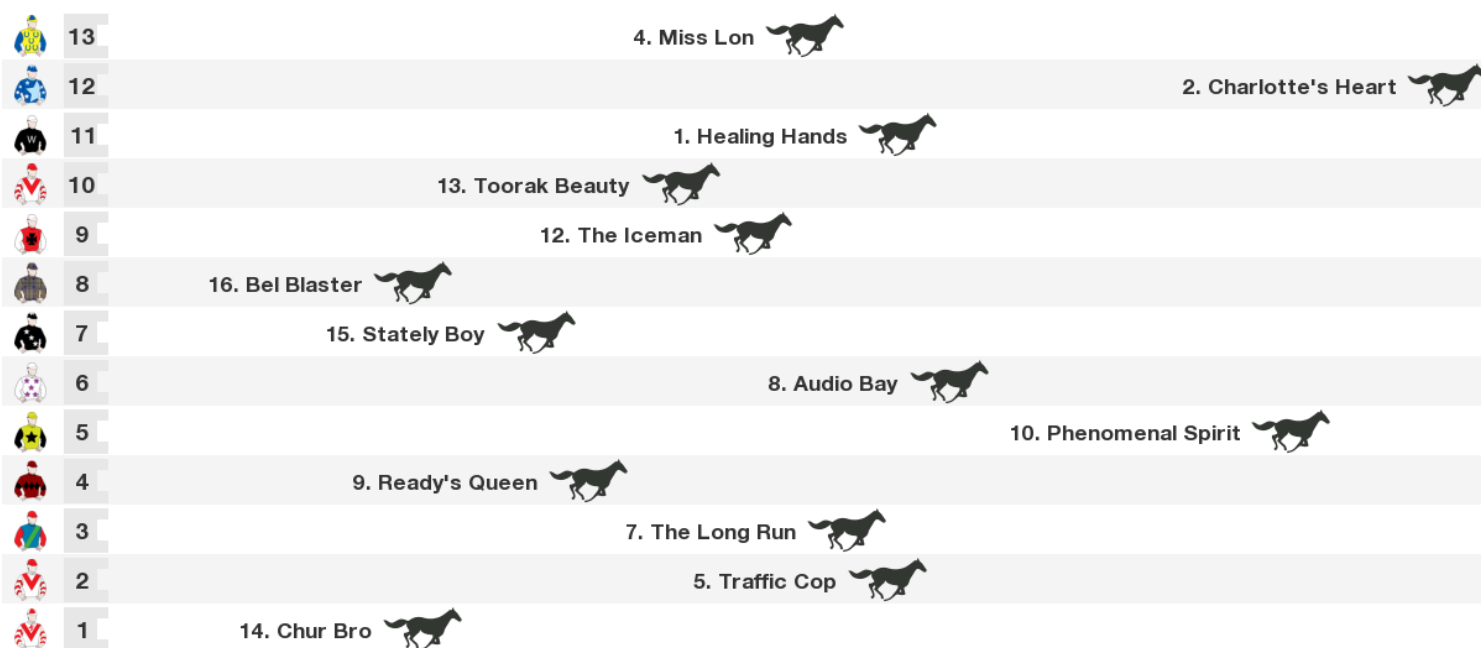 13 4. Miss Lon
12 2. Charlotte's Heart
11 1. Healing Hands
10 13. Toorak Beauty
9 12. The Iceman
8 16. Bel Blaster
7 15. Stately Boy
6 8. Audio Bay
5 10. Phenomenal Spirit
4 9. Ready's Queen
3 7. The Long Run
2 5. Traffic Cop
1 14. Chur Bro